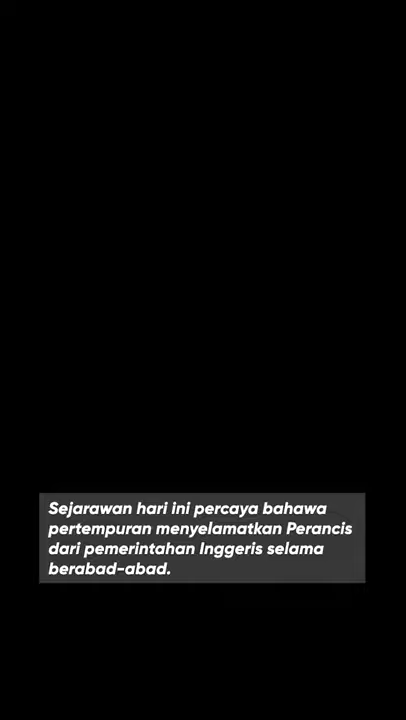 Sejarawan hari ini percaya bahawa
pertempuran menyelamatkan Perancis
dari pemerintahan Inggeris selama
berabad-abad.